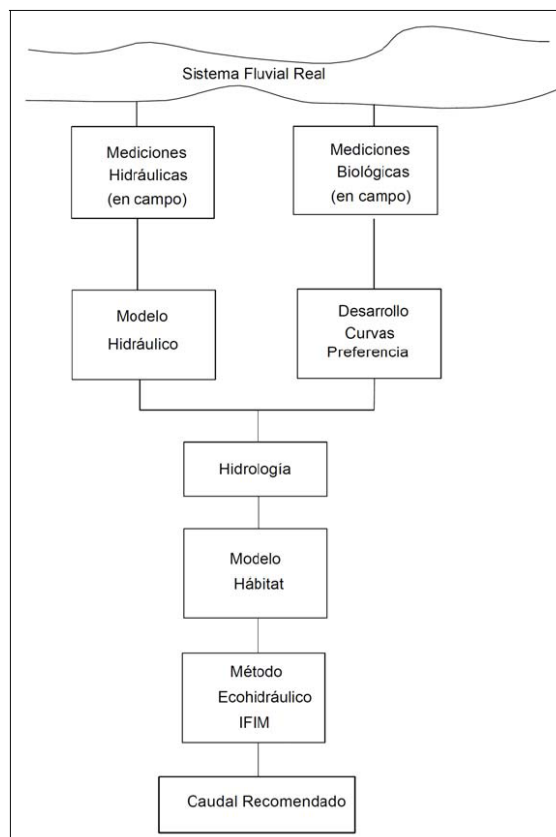 Sistema Fluvial Real
Mediciones
Hidráulicas
(en campo)
Mediciones
Biológicas
(en campo)
Modelo
Hidráulico
Desarrollo
Curvas
Preferencia
Hidrología
Modelo
Hábitat
Método
Ecohidráulico
IFIM
Caudal Recomendado